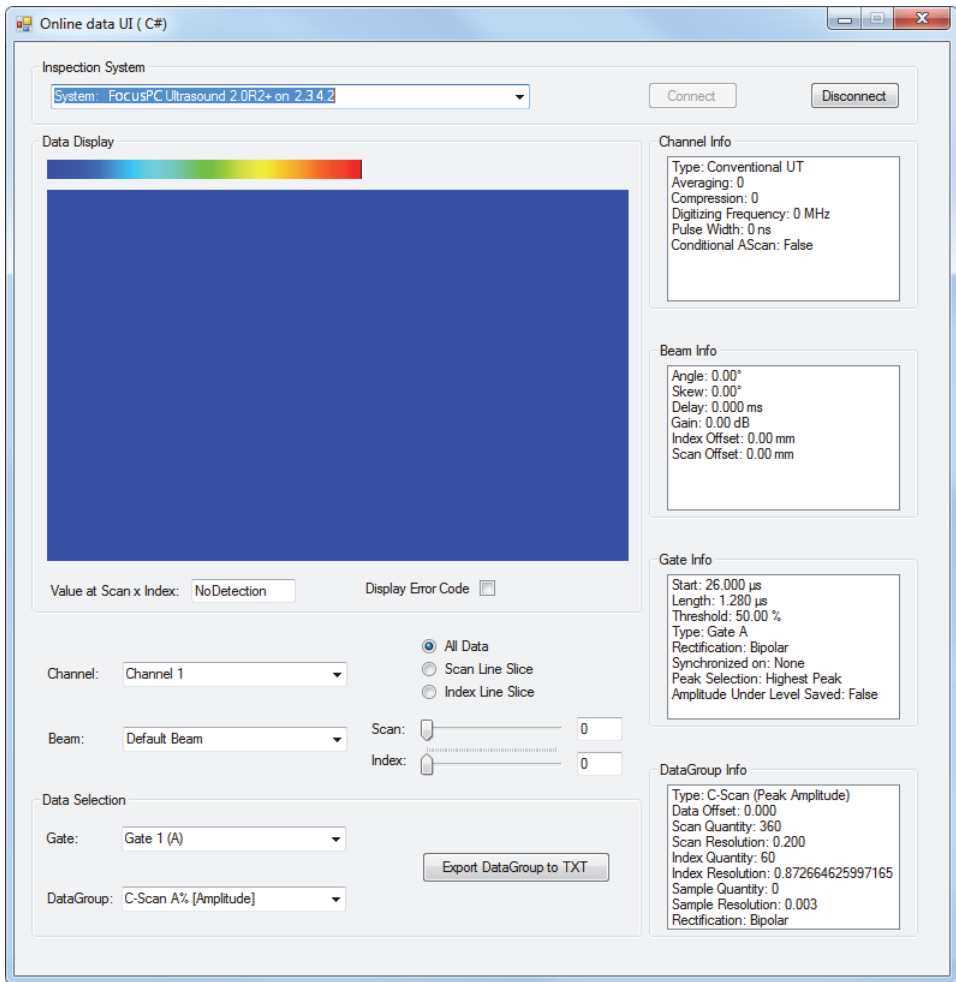 Online data UI ( C#)
Inspection System
System: FocusPC Ultrasound 2.0R2+ on 2.3.4.2
Connect
Disconnect
Data Display
Value at Scan x Index: NoDetection
Display Error Code
Channel: Channel 1
Beam: Default Beam
All Data
Scan Line Slice
Index Line Slice
Scan: 0
Index: 0
Data Selection
Gate: Gate 1 (A)
DataGroup: C-Scan A% [Amplitude]
Export DataGroup to TXT
Channel Info
Type: Conventional UT
Averaging: 0
Compression: 0
Digitizing Frequency: 0 MHz
Pulse Width: 0 ns
Conditional AScan: False
Beam Info
Angle: 0.00°
Skew: 0.00°
Delay: 0.000 ms
Gain: 0.00 dB
Index Offset: 0.00 mm
Scan Offset: 0.00 mm
Gate Info
Start: 26.000 µs
Length: 1.280 µs
Threshold: 50.00 %
Type: Gate A
Rectification: Bipolar
Synchronized on: None
Peak Selection: Highest Peak
Amplitude Under Level Saved: False
DataGroup Info
Type: C-Scan (Peak Amplitude)
Data Offset: 0.000
Scan Quantity: 360
Scan Resolution: 0.200
Index Quantity: 60
Index Resolution: 0.872664625997165
Sample Quantity: 0
Sample Resolution: 0.003
Rectification: Bipolar